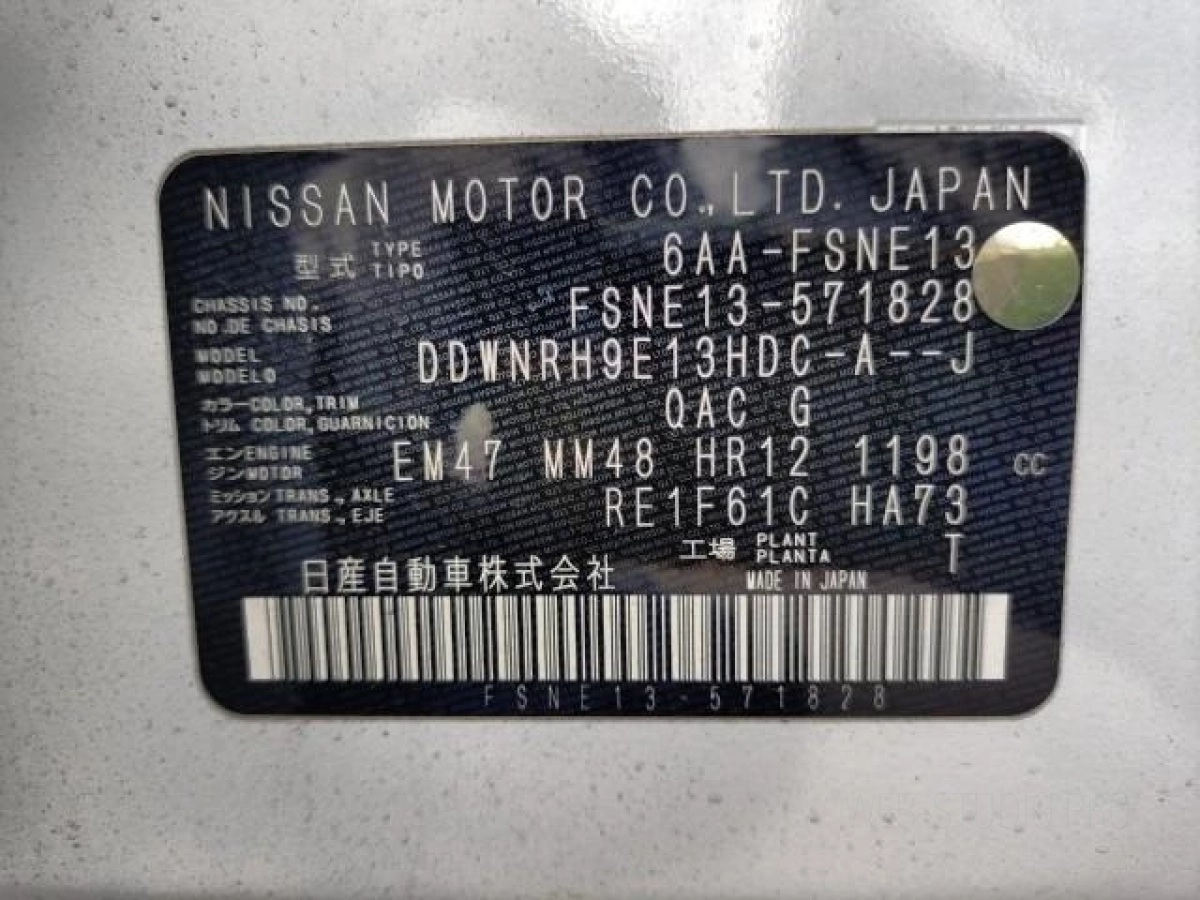 NISSAN MOTOR CO.,LTD. JAPAN
型式 TYPE TIPO 6AA-FSNE13
CHASSIS NO. NO.DE CHASIS FSNE13-571828
MODEL MODELO DDWNRH9E13HDC-A--J
カラー COLOR,TRIM トリム COLOR,GUARNICION QAC G
エンジン ENGINE MOTOR EM47 MM48 HR12 1198 CC
ミッション TRANS.,AXLE アクスル TRANS.,EJE RE1F61C HA73
工場 PLANT PLANTA T
日産自動車株式会社 MADE IN JAPAN
FSNE13-571828